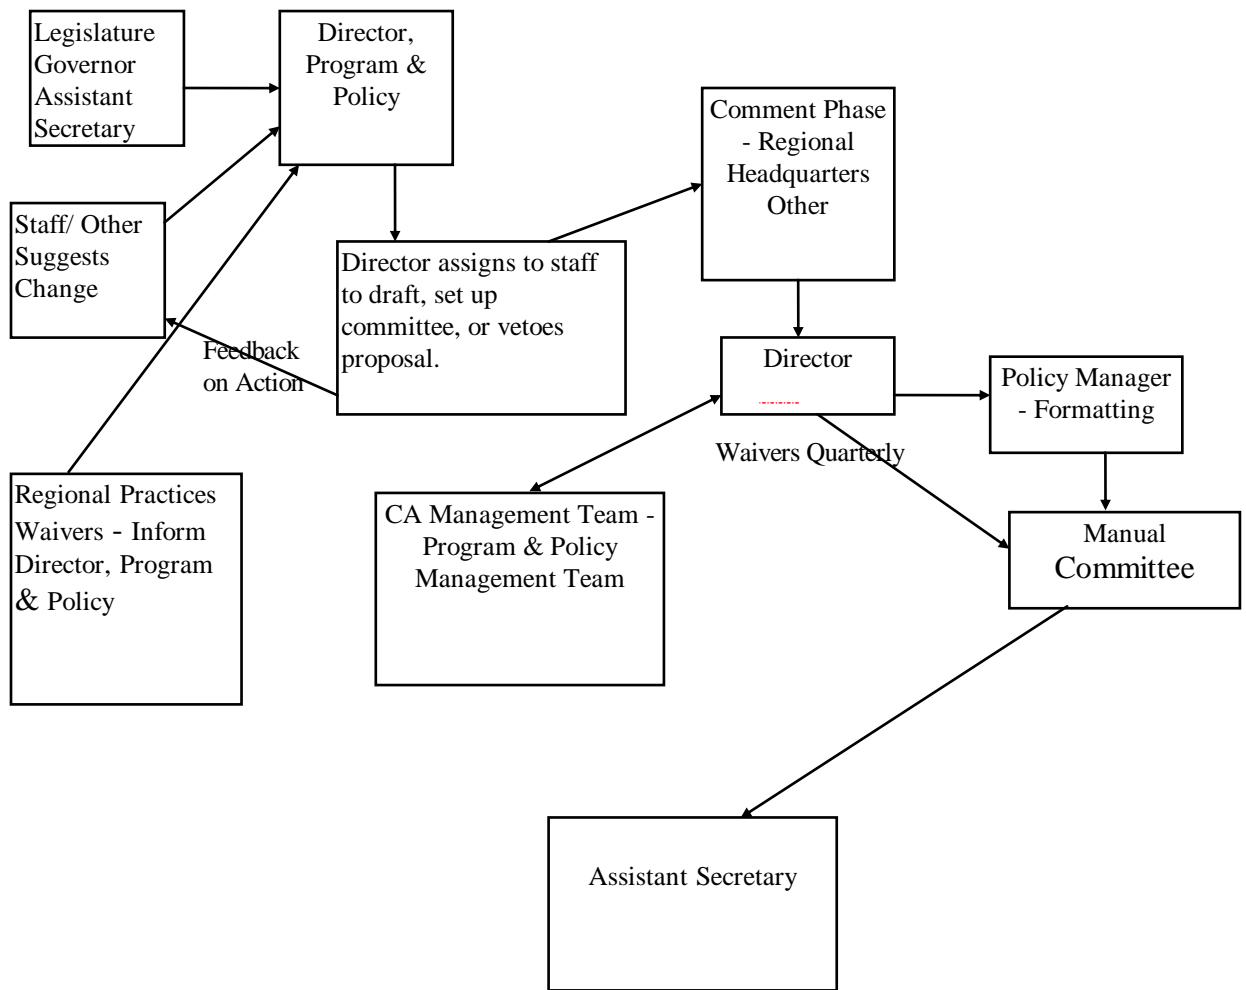 Legislature
Governor
Assistant
Secretary
Director,
Program &
Policy
Comment Phase
- Regional
Headquarters
Other
Staff/ Other
Suggests
Change
Director assigns to staff
to draft, set up
committee, or vetoes
proposal.
Feedback
on Action
Director
Policy Manager
- Formatting
Waivers Quarterly
Regional Practices
Waivers - Inform
Director, Program
& Policy
CA Management Team -
Program & Policy
Management Team
Manual
Committee
Assistant Secretary